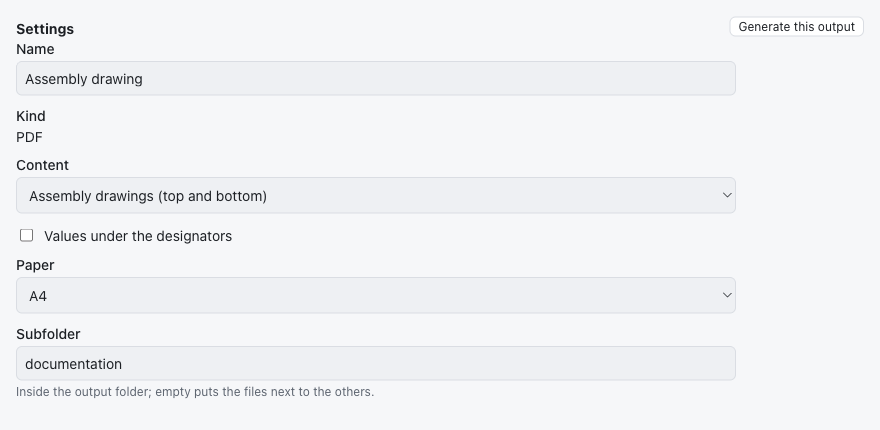 Settings
Generate this output
Name
Assembly drawing
Kind
PDF
Content
Assembly drawings (top and bottom)
Values under the designators
Paper
A4
Subfolder
documentation
Inside the output folder; empty puts the files next to the others.